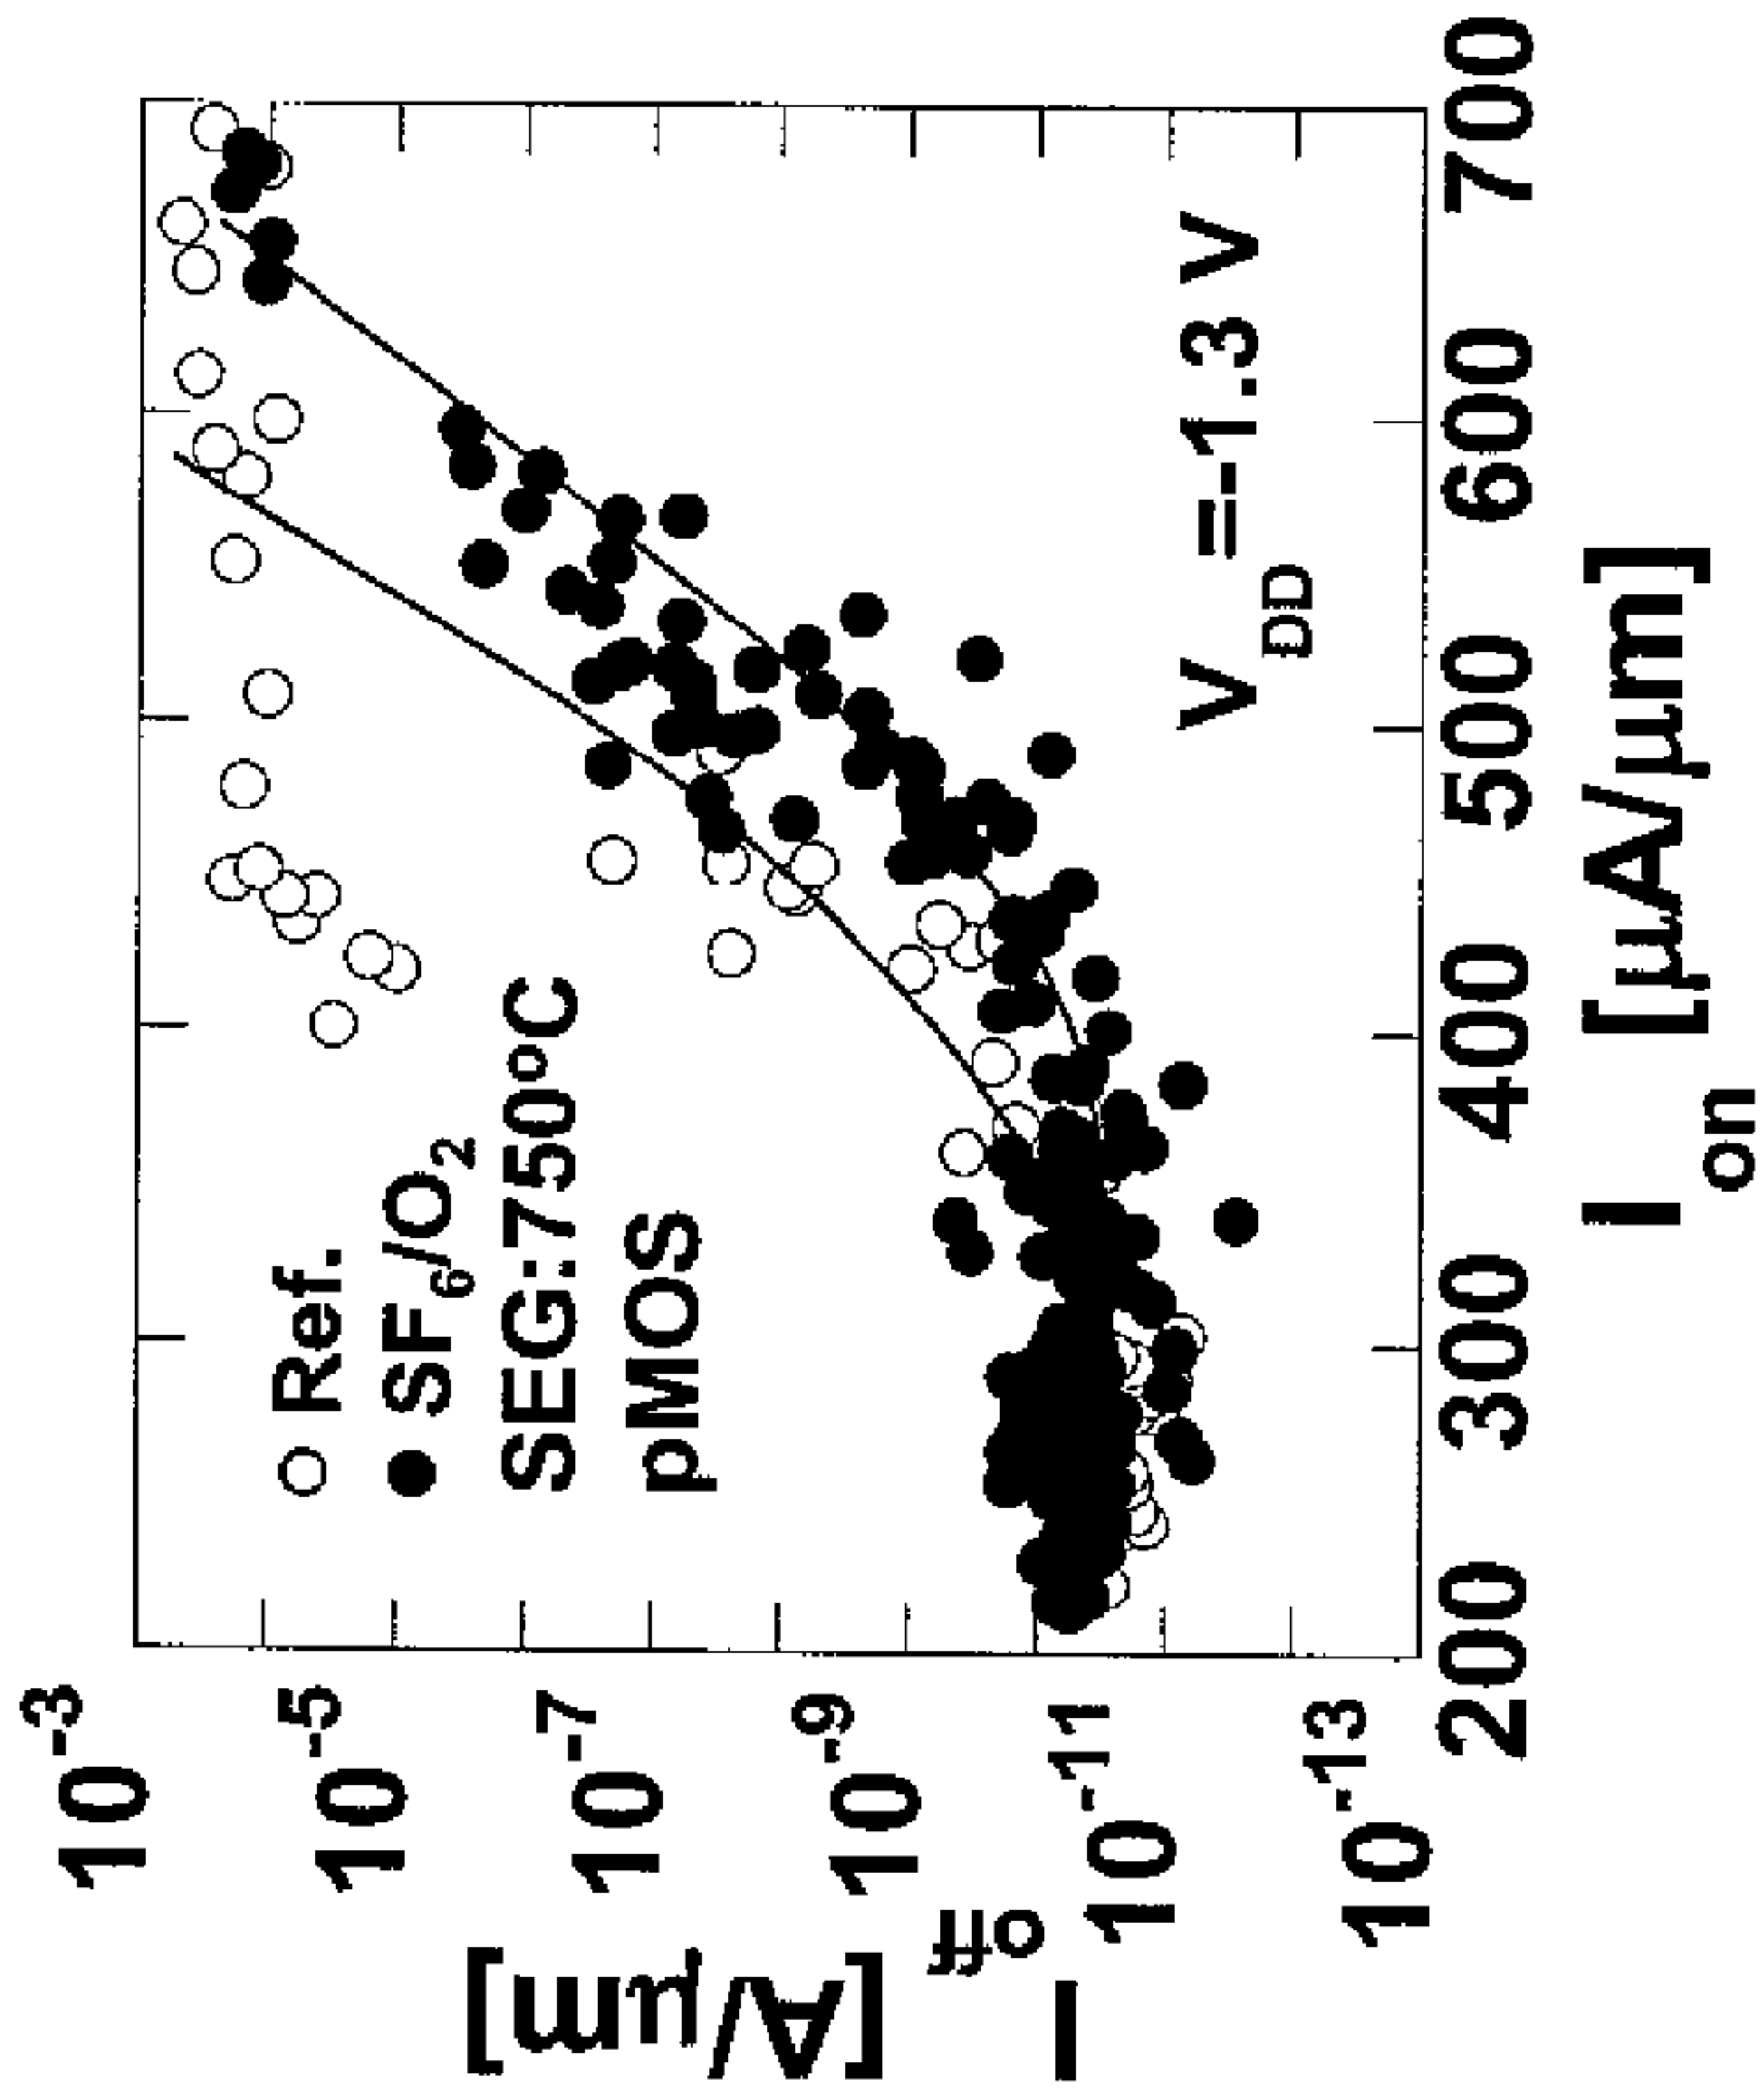 10-3
10-5
10-7
10-9
10-11
10-13
Ioff [A/µm]
Ref.
SF6/O2
SEG:750ºC
pMOS
VDD=-1.3 V
200 300 400 500 600 700
Ion [µA/µm]